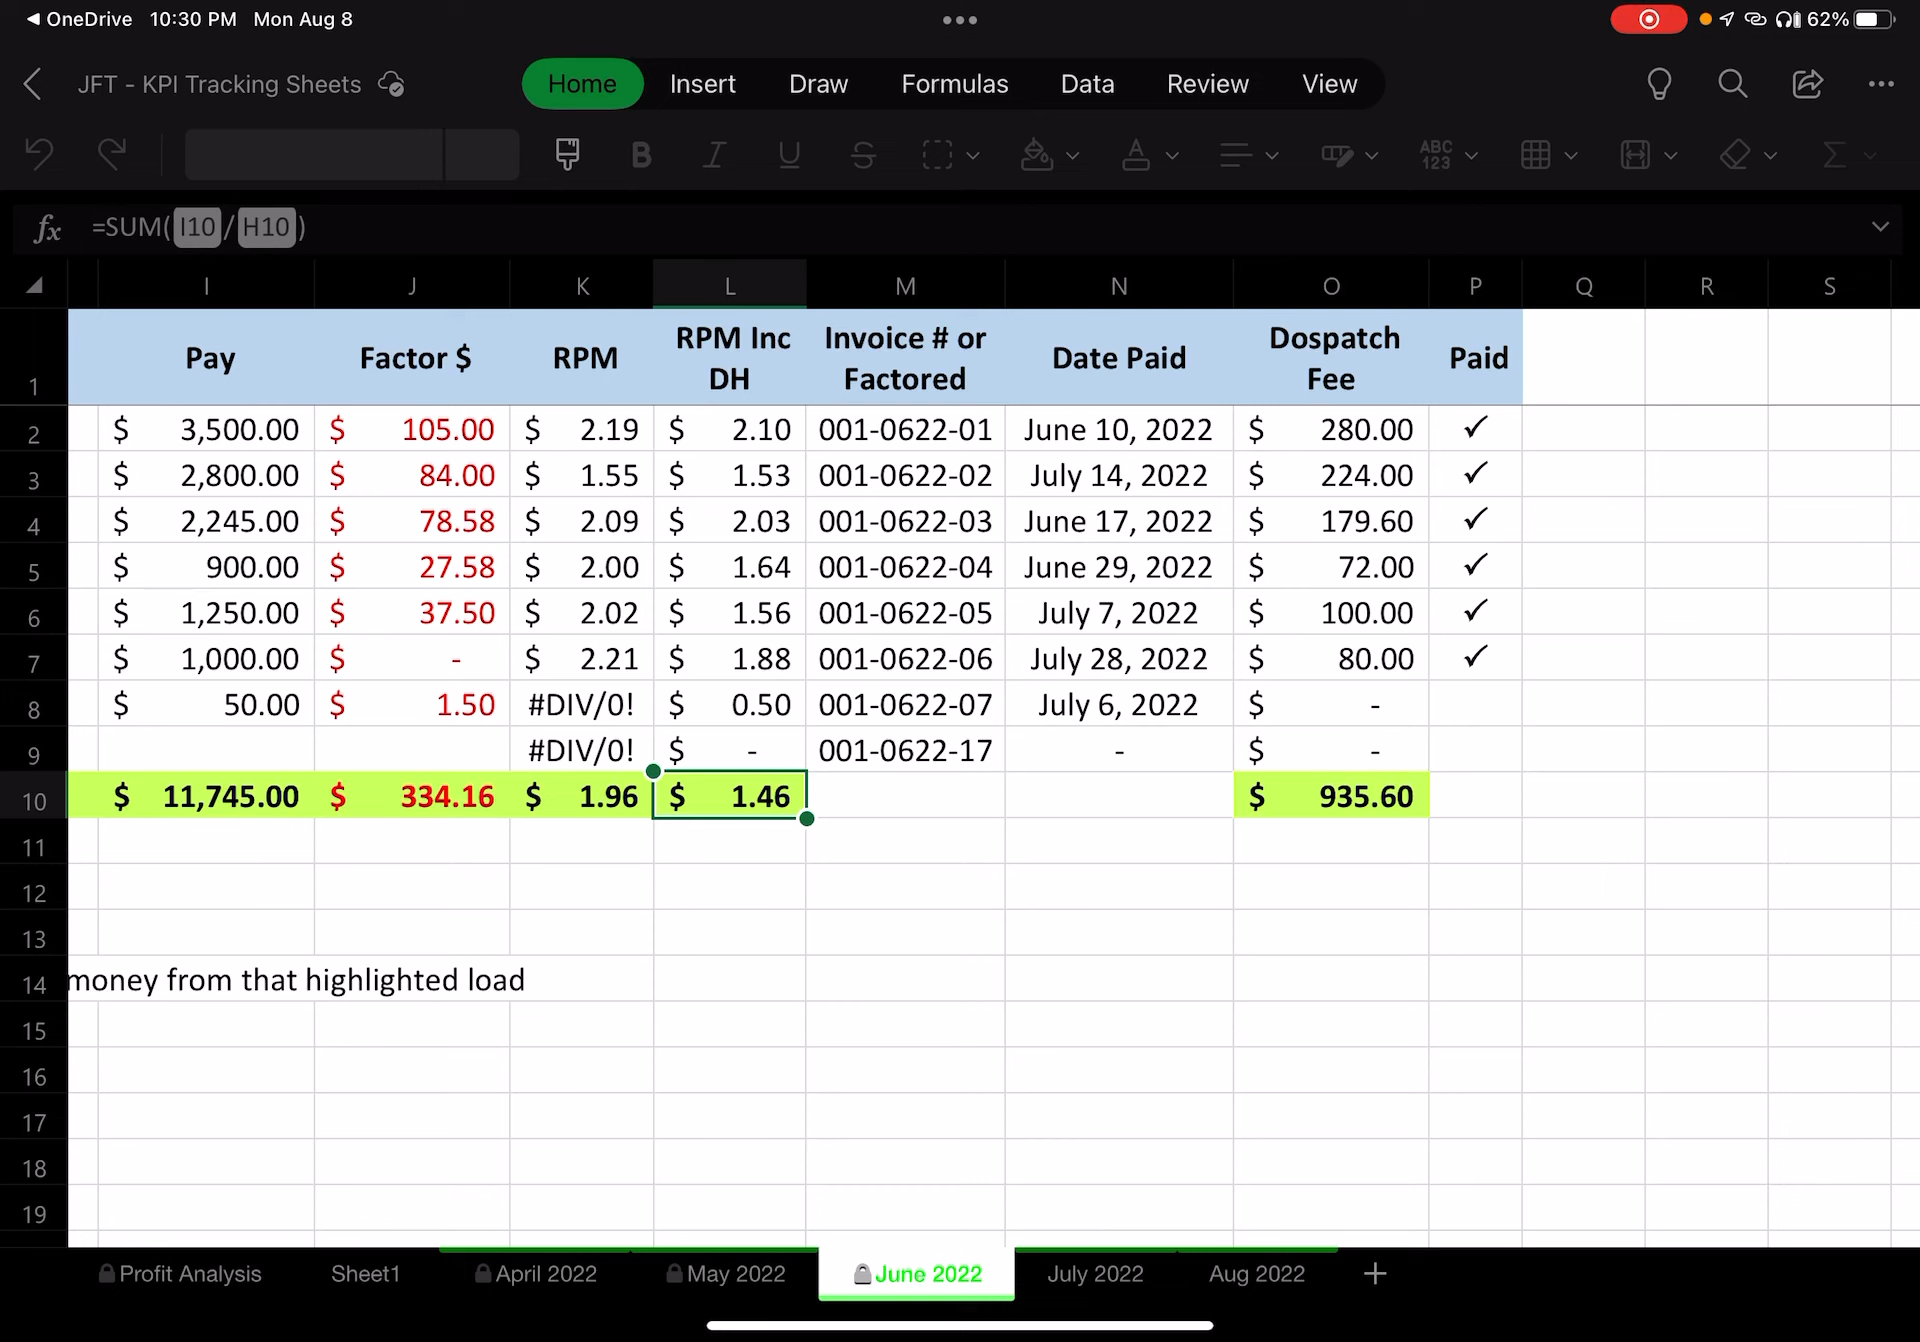 OneDrive 10:30 PM Mon Aug 8 62%
JFT - KPI Tracking Sheets Home Insert Draw Formulas Data Review View
B I U S A ABC 123 Σ
fx =SUM( I10 / H10 )
I J K L M N O P Q R S
1 Pay Factor $ RPM RPM Inc DH Invoice # or Factored Date Paid Dospatch Fee Paid
2 $ 3,500.00 $ 105.00 $ 2.19 $ 2.10 001-0622-01 June 10, 2022 $ 280.00 ✓
3 $ 2,800.00 $ 84.00 $ 1.55 $ 1.53 001-0622-02 July 14, 2022 $ 224.00 ✓
4 $ 2,245.00 $ 78.58 $ 2.09 $ 2.03 001-0622-03 June 17, 2022 $ 179.60 ✓
5 $ 900.00 $ 27.58 $ 2.00 $ 1.64 001-0622-04 June 29, 2022 $ 72.00 ✓
6 $ 1,250.00 $ 37.50 $ 2.02 $ 1.56 001-0622-05 July 7, 2022 $ 100.00 ✓
7 $ 1,000.00 $ - $ 2.21 $ 1.88 001-0622-06 July 28, 2022 $ 80.00 ✓
8 $ 50.00 $ 1.50 #DIV/0! $ 0.50 001-0622-07 July 6, 2022 $ -
9 #DIV/0! $ - 001-0622-17 - $ -
10 $ 11,745.00 $ 334.16 $ 1.96 $ 1.46 $ 935.60
11
12
13
14 money from that highlighted load
15
16
17
18
19
Profit Analysis Sheet1 April 2022 May 2022 June 2022 July 2022 Aug 2022 +